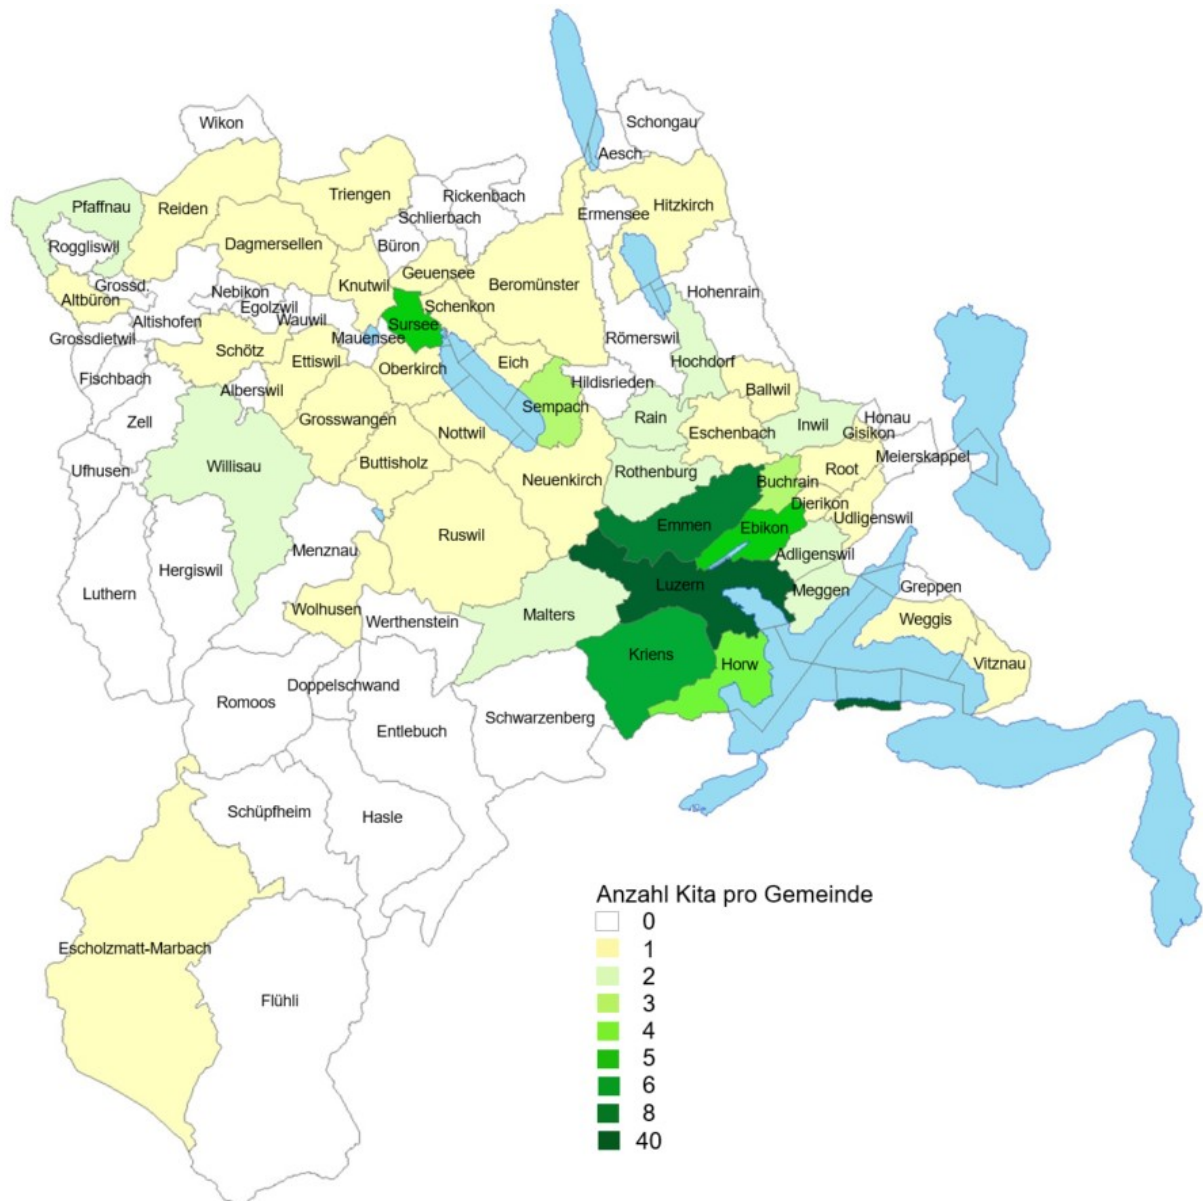 Wikon
Schongau
Aesch
Rickenbach
Triengen
Pfaffnau
Reiden
Hitzkirch
Ermensee
Schlierbach
Dagmersellen
Büron
Roggliswil
Geuensee
Knutwil
Beromünster
Grossd.
Nebikon
Hohenrain
Altbüron
Egolzwil
Schenkon
Wauwil
Altishofen
Sursee
Grossdietwil
Mauensee
Römerswil
Schötz
Ettiswil
Eich
Hochdorf
Oberkirch
Fischbach
Hildisrieden
Alberswil
Ballwil
Sempach
Zell
Grosswangen
Rain
Honau
Inwil
Nottwil
Eschenbach
Gisikon
Meierskappel
Buttisholz
Willisau
Ufhusen
Root
Rothenburg
Neuenkirch
Buchrain
Dierikon
Udligenswil
Emmen
Ebikon
Ruswil
Menznau
Adligenswil
Hergiswil
Luzern
Greppen
Meggen
Luthern
Wolhusen
Malters
Weggis
Werthenstein
Kriens
Horw
Vitznau
Doppelschwand
Romoos
Schwarzenberg
Entlebuch
Schüpfheim
Hasle
Escholzmatt-Marbach
Flühli
Anzahl Kita pro Gemeinde
0
1
2
3
4
5
6
8
40